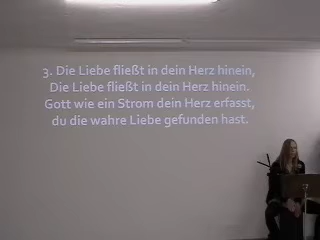 3. Die Liebe fließt in dein Herz hinein,
Die Liebe fließt in dein Herz hinein.
Gott wie ein Strom dein Herz erfasst,
du die wahre Liebe gefunden hast.